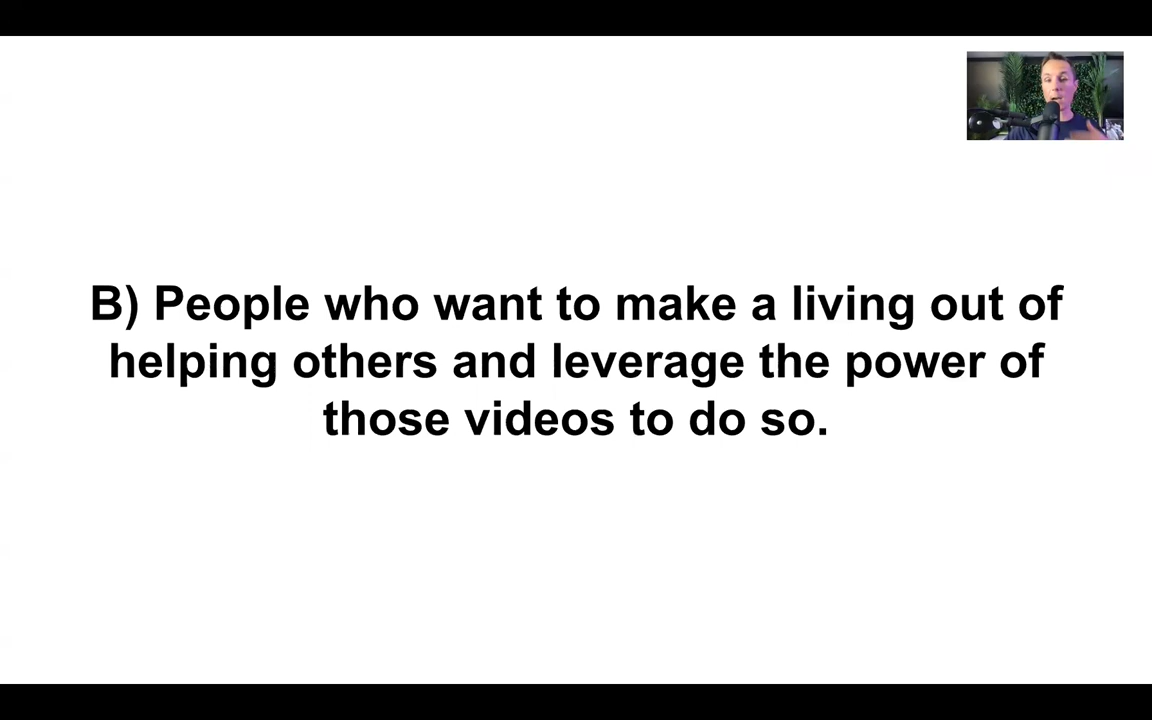 B) People who want to make a living out of
helping others and leverage the power of
those videos to do so.